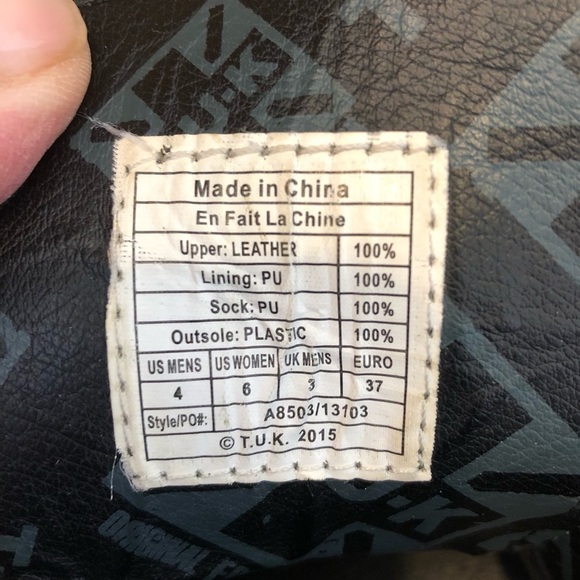 U.K
Made in China
En Fait La Chine
Upper: LEATHER 100%
Lining: PU 100%
Sock: PU 100%
Outsole: PLASTIC 100%
US MENS US WOMEN UK MENS EURO
4 6 3 37
Style/PO#: A8503/13103
© T.U.K. 2015
U.K
ORIGINAL